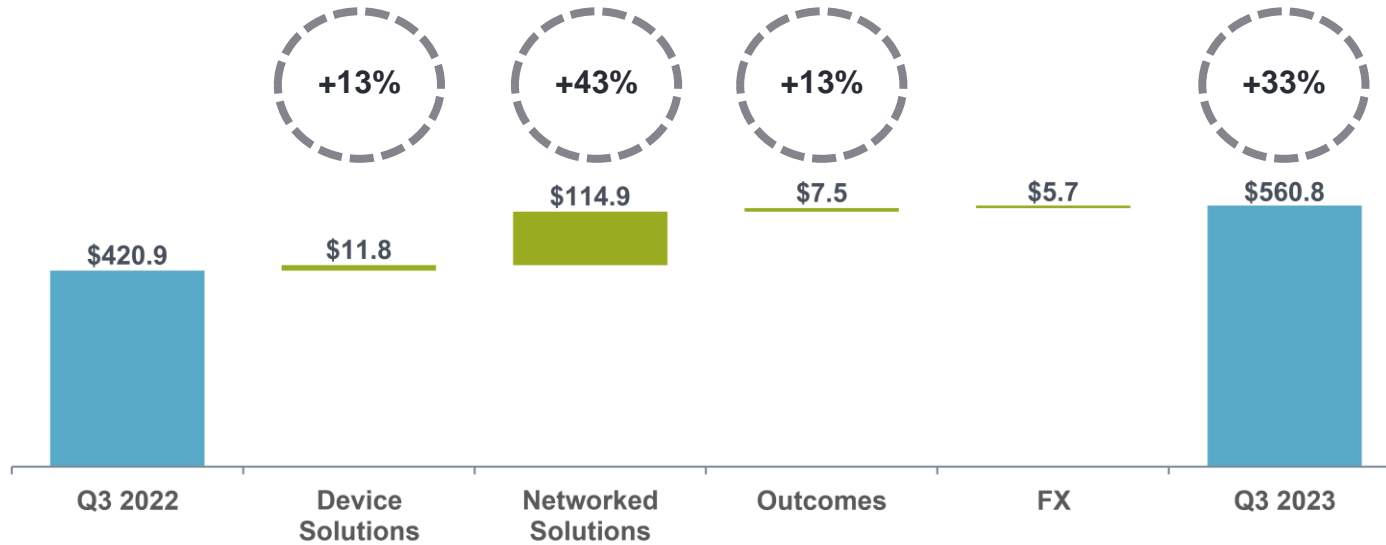 +13%
+43%
+13%
+33%
$420.9
$11.8
$114.9
$7.5
$5.7
$560.8
Q3 2022
Device
Solutions
Networked
Solutions
Outcomes
FX
Q3 2023